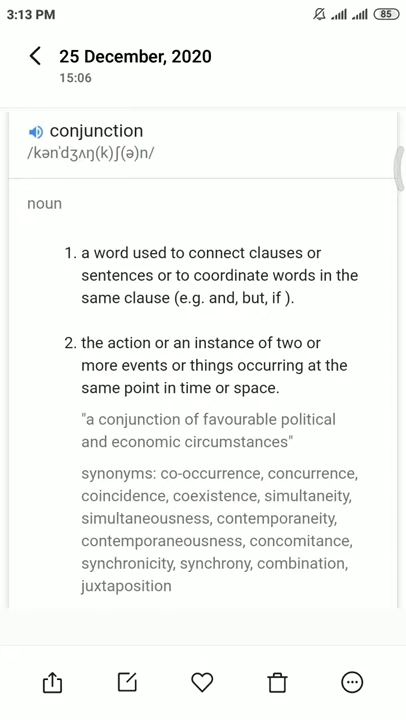 3:13 PM
85
25 December, 2020
15:06
conjunction
/kənˈdʒʌŋ(k)ʃ(ə)n/
noun
1. a word used to connect clauses or
sentences or to coordinate words in the
same clause (e.g. and, but, if ).
2. the action or an instance of two or
more events or things occurring at the
same point in time or space.
"a conjunction of favourable political
and economic circumstances"
synonyms: co-occurrence, concurrence,
coincidence, coexistence, simultaneity,
simultaneousness, contemporaneity,
contemporaneousness, concomitance,
synchronicity, synchrony, combination,
juxtaposition